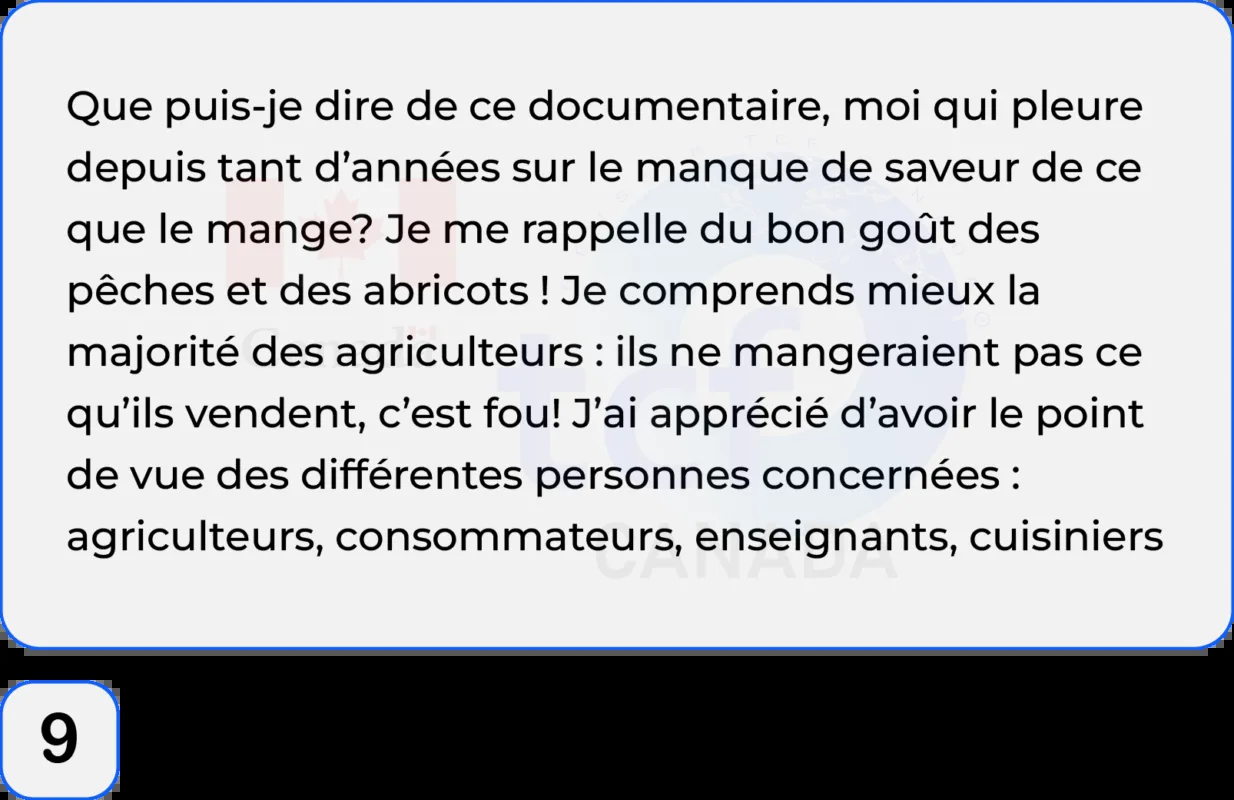 Que puis-je dire de ce documentaire, moi qui pleure
depuis tant d’années sur le manque de saveur de ce
que le mange? Je me rappelle du bon goût des
pêches et des abricots ! Je comprends mieux la
majorité des agriculteurs : ils ne mangeraient pas ce
qu’ils vendent, c’est fou! J’ai apprécié d’avoir le point
de vue des différentes personnes concernées :
agriculteurs, consommateurs, enseignants, cuisiniers
Canada
tcf
CANADA
9